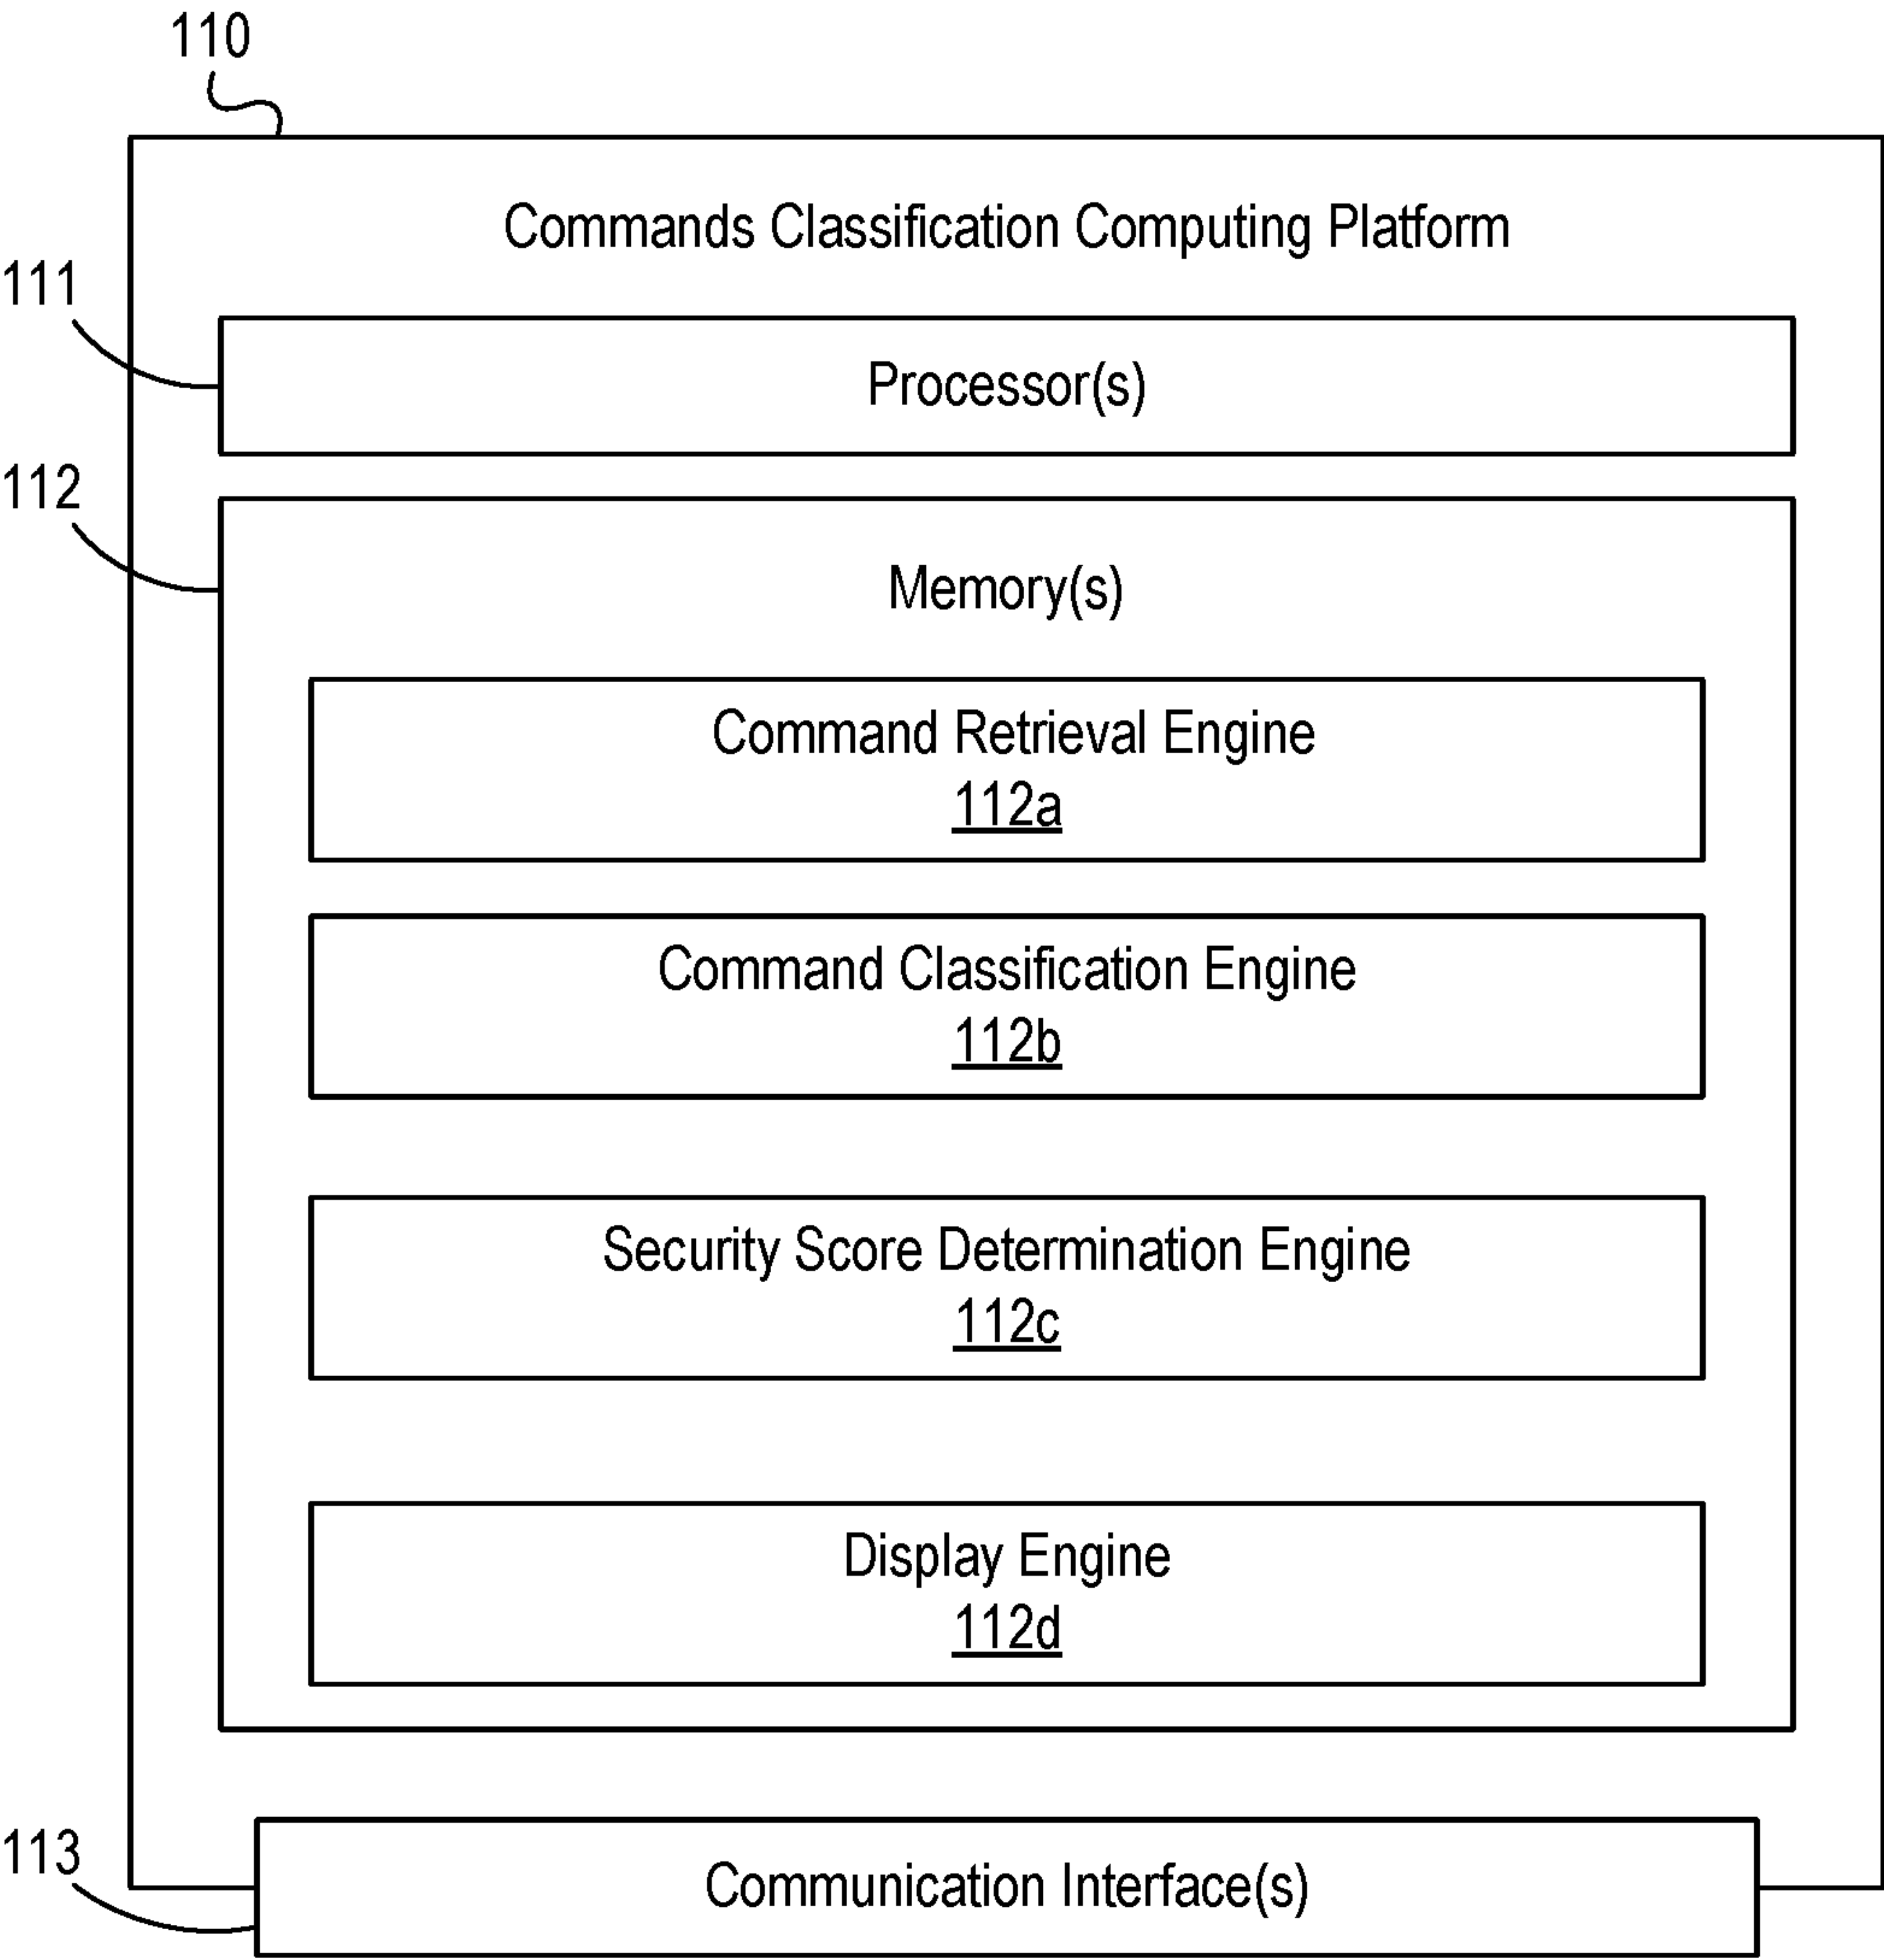 110
Commands Classification Computing Platform
111
Processor(s)
112
Memory(s)
Command Retrieval Engine
112a
Command Classification Engine
112b
Security Score Determination Engine
112c
Display Engine
112d
113
Communication Interface(s)